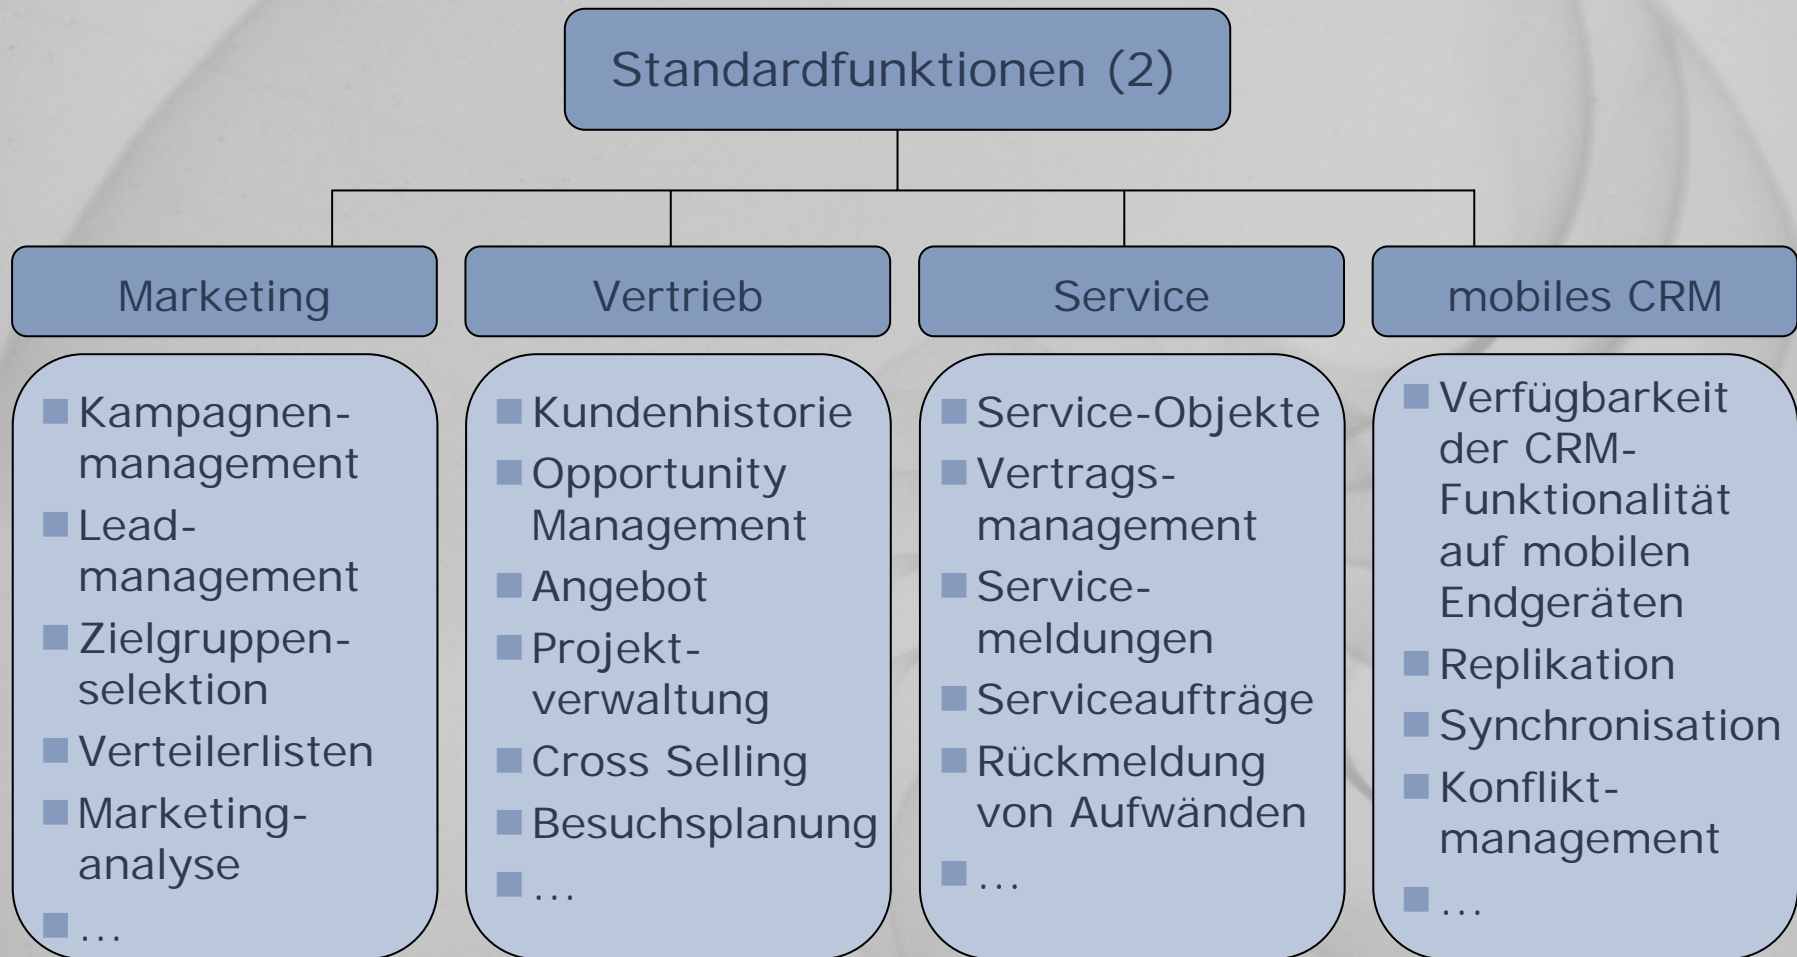 Standardfunktionen (2)
Marketing
Kampagnen-
management
Lead-
management
Zielgruppen-
selektion
Verteilerlisten
Marketing-
analyse
...
Vertrieb
Kundenhistorie
Opportunity
Management
Angebot
Projekt-
verwaltung
Cross Selling
Besuchsplanung
...
Service
Service-Objekte
Vertrags-
management
Service-
meldungen
Serviceaufträge
Rückmeldung
von Aufwänden
...
mobiles CRM
Verfügbarkeit
der CRM-
Funktionalität
auf mobilen
Endgeräten
Replikation
Synchronisation
Konflikt-
management
...